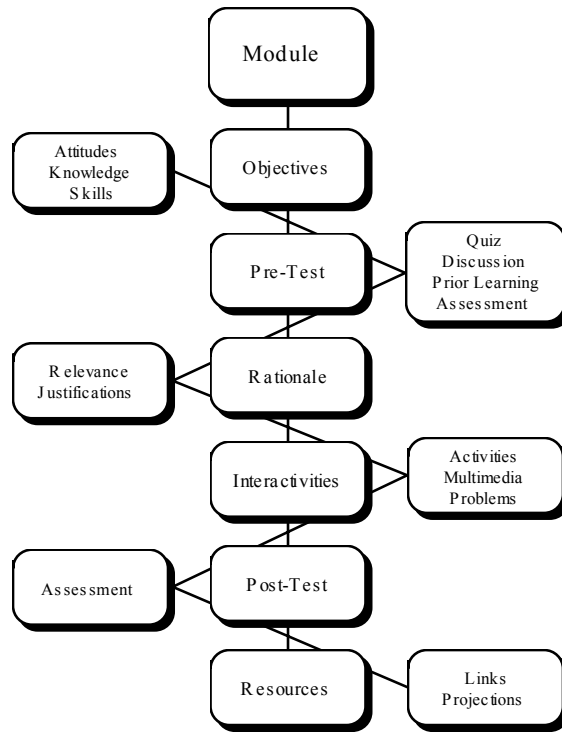 Module
Objectives
Attitudes
Knowledge
Skills
Pre-Test
Quiz
Discussion
Prior Learning
Assessment
Rationale
Relevance
Justifications
Interactivities
Activities
Multimedia
Problems
Post-Test
Assessment
Resources
Links
Projections